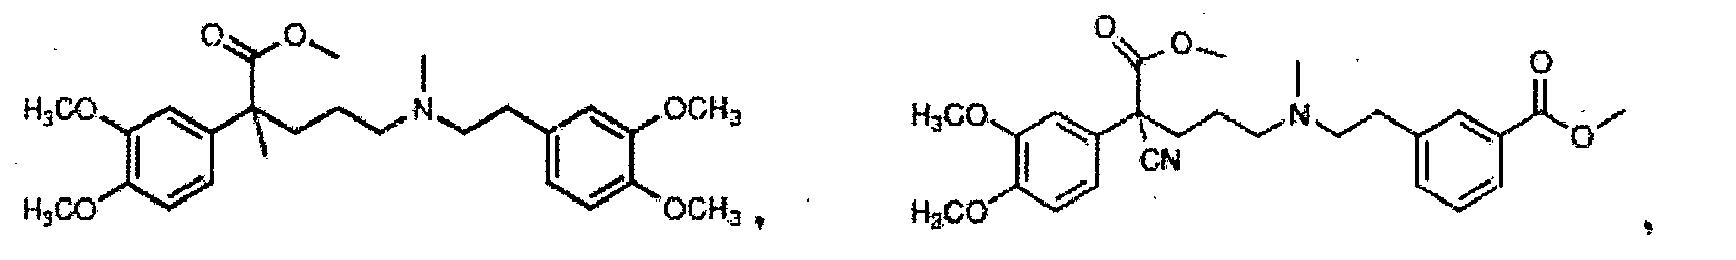 O O
H₃CO N OCH₃
H₃CO OCH₃ ,
O O O
H₃CO N
CN O
H₃CO ,